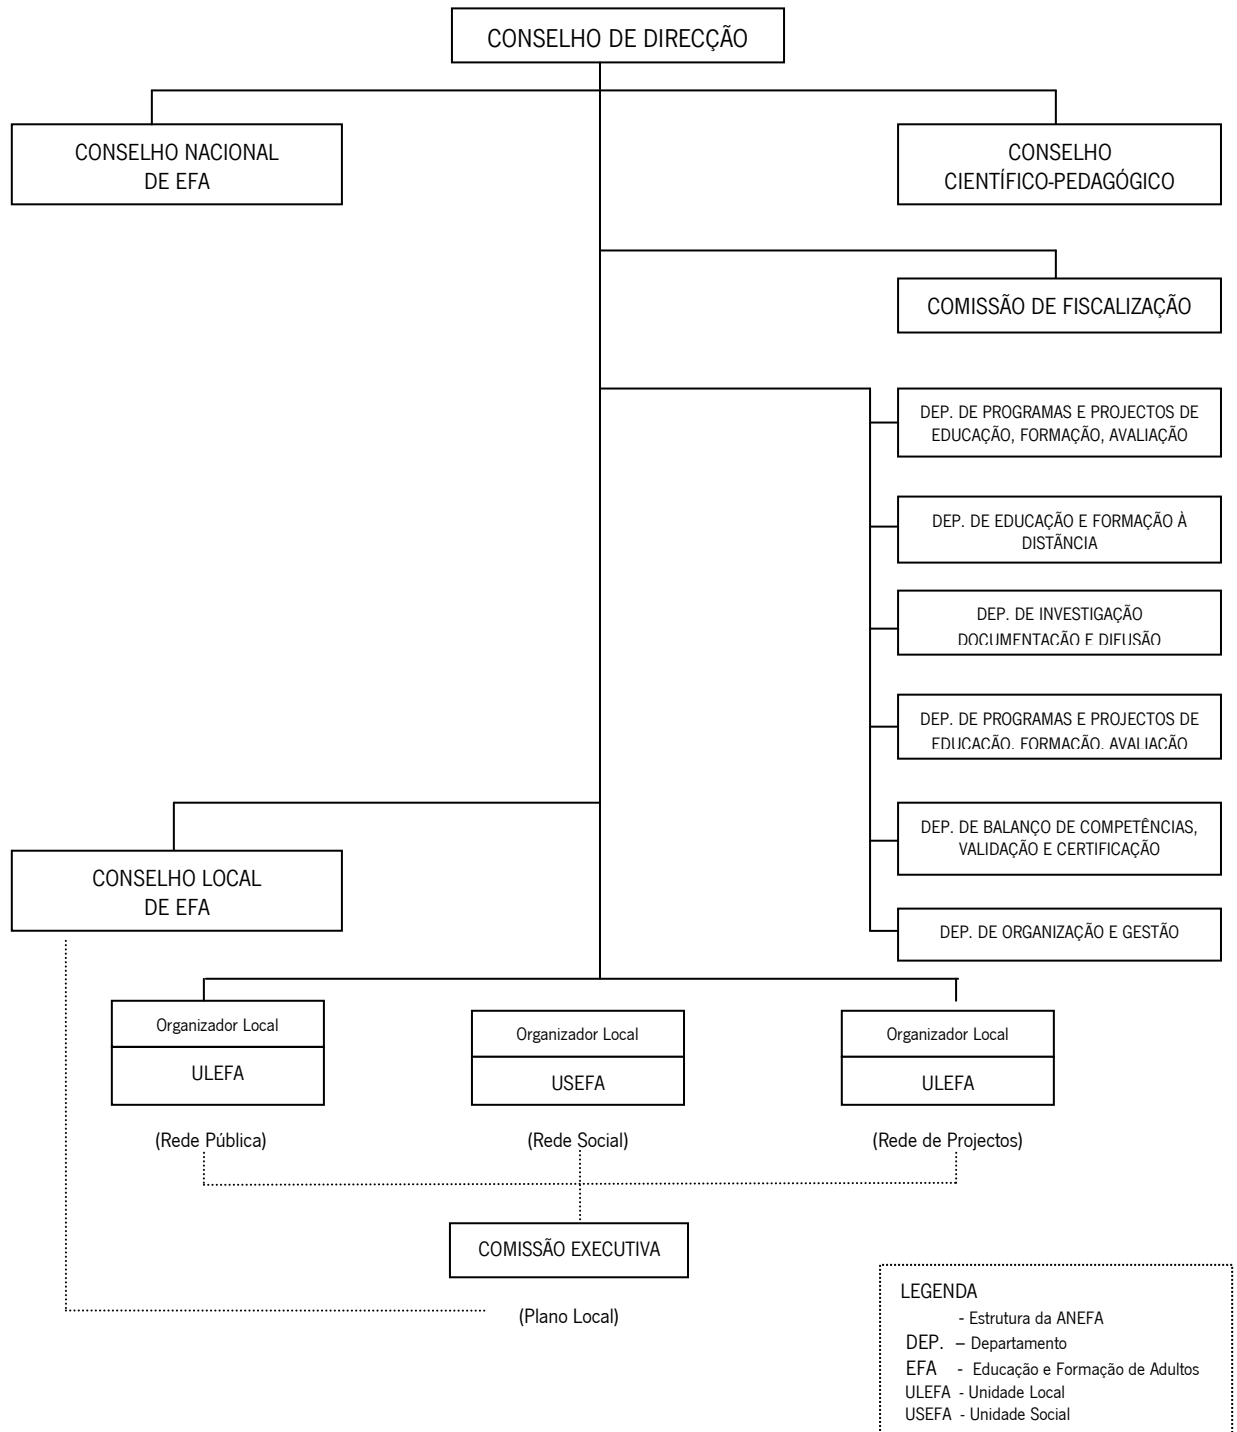 CONSELHO DE DIRECÇÃO
CONSELHO NACIONAL
DE EFA
CONSELHO
CIENTÍFICO-PEDAGÓGICO
COMISSÃO DE FISCALIZAÇÃO
DEP. DE PROGRAMAS E PROJECTOS DE
EDUCAÇÃO, FORMAÇÃO, AVALIAÇÃO
DEP. DE EDUCAÇÃO E FORMAÇÃO À
DISTÃNCIA
DEP. DE INVESTIGAÇÃO
DOCUMENTAÇÃO E DIFUSÃO
DEP. DE PROGRAMAS E PROJECTOS DE
EDUCAÇÃO, FORMAÇÃO, AVALIAÇÃO
DEP. DE BALANÇO DE COMPETÊNCIAS,
VALIDAÇÃO E CERTIFICAÇÃO
CONSELHO LOCAL
DE EFA
DEP. DE ORGANIZAÇÃO E GESTÃO
Organizador Local
ULEFA
(Rede Pública)
Organizador Local
USEFA
(Rede Social)
Organizador Local
ULEFA
(Rede de Projectos)
COMISSÃO EXECUTIVA
(Plano Local)
LEGENDA
- Estrutura da ANEFA
DEP. – Departamento
EFA - Educação e Formação de Adultos
ULEFA - Unidade Local
USEFA - Unidade Social